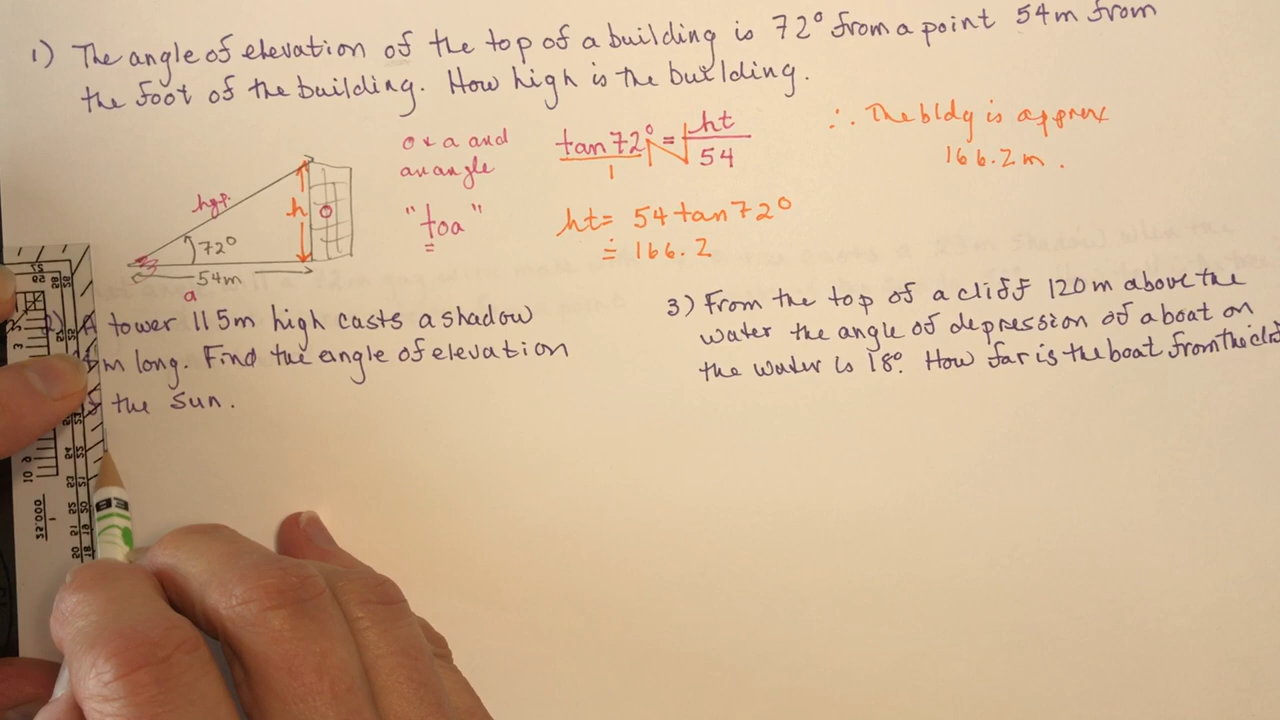 1) The angle of elevation of the top of a building is 72° from a point 54m from
the foot of the building. How high is the building.
o & a and
an angle
"toa"
tan72° = ht
1 54
ht = 54 tan 72°
≐ 166.2
∴ The bldg is approx
166.2m.
hyp.
h
o
72°
54m
a
A tower 115m high casts a shadow
m long. Find the angle of elevation
the sun.
3) From the top of a cliff 120m above the
water the angle of depression of a boat on
the water is 18°. How far is the boat from the